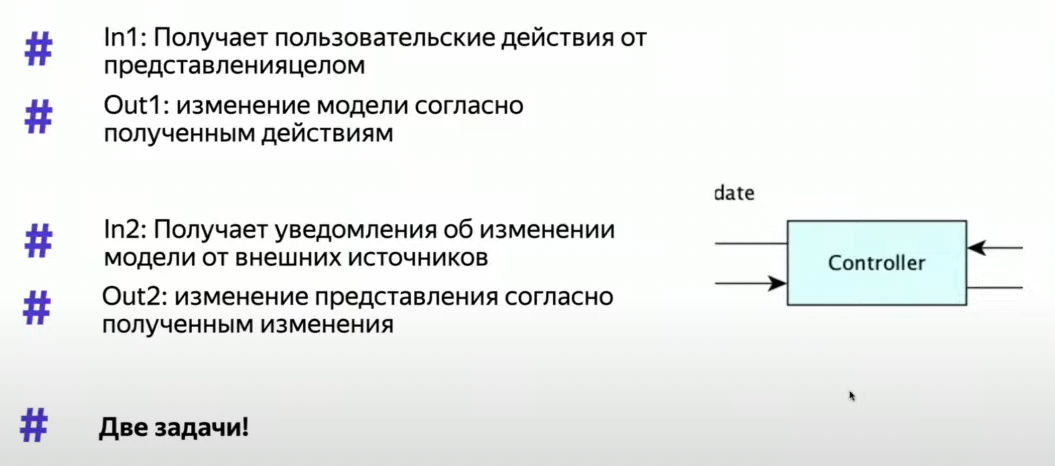 # In1: Получает пользовательские действия от
представленияцелом
# Out1: изменение модели согласно
полученным действиям
date
# In2: Получает уведомления об изменении
модели от внешних источников
Controller
# Out2: изменение представления согласно
полученным изменения
# Две задачи!